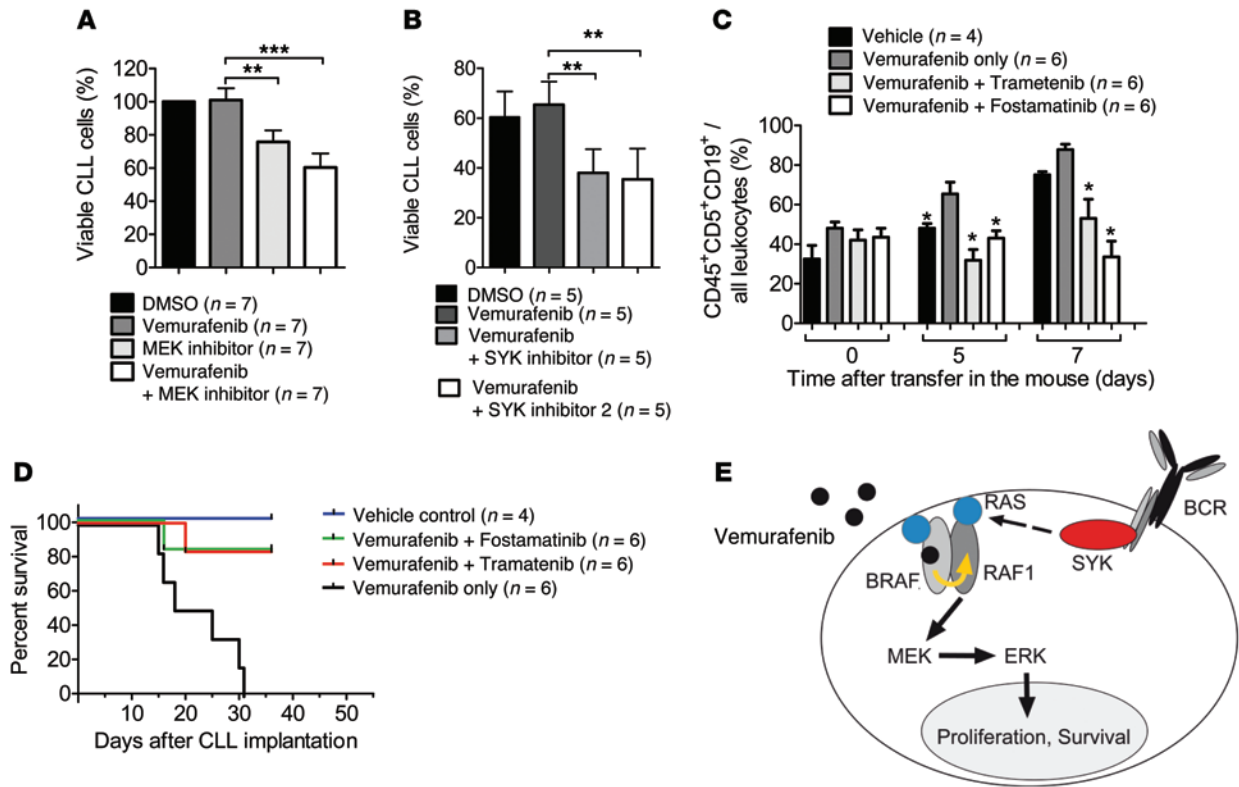 A
Viable CLL cells (%)
120
100
80
60
40
20
0
***
**
DMSO (n = 7)
Vemurafenib (n = 7)
MEK inhibitor (n = 7)
Vemurafenib
+ MEK inhibitor (n = 7)
B
Viable CLL cells (%)
80
60
40
20
0
**
**
DMSO (n = 5)
Vemurafenib (n = 5)
Vemurafenib
+ SYK inhibitor (n = 5)
Vemurafenib
+ SYK inhibitor 2 (n = 5)
C
Vehicle (n = 4)
Vemurafenib only (n = 6)
Vemurafenib + Trametenib (n = 6)
Vemurafenib + Fostamatinib (n = 6)
CD45⁺CD5⁺CD19⁺ /
all leukocytes (%)
100
80
60
40
20
0
* * * * *
0 5 7
Time after transfer in the mouse (days)
D
Percent survival
100
80
60
40
20
0
10 20 30 40 50
Days after CLL implantation
Vehicle control (n = 4)
Vemurafenib + Fostamatinib (n = 6)
Vemurafenib + Tramatenib (n = 6)
Vemurafenib only (n = 6)
E
Vemurafenib
RAS
BCR
SYK
BRAF
RAF1
MEK
ERK
Proliferation, Survival